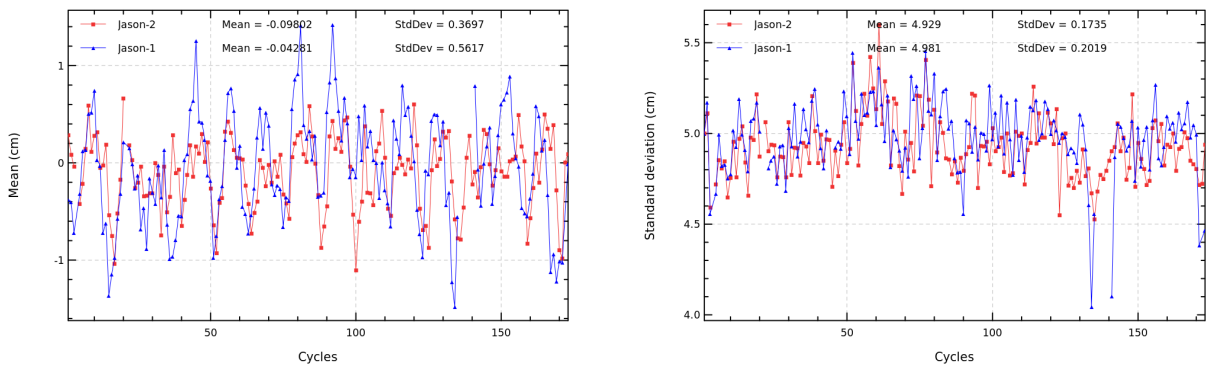 Jason-2 Mean = -0.09802 StdDev = 0.3697
Jason-1 Mean = -0.04281 StdDev = 0.5617
Mean (cm)
1
0
-1
50 100 150
Cycles
Jason-2 Mean = 4.929 StdDev = 0.1735
Jason-1 Mean = 4.981 StdDev = 0.2019
Standard deviation (cm)
5.5
5.0
4.5
4.0
50 100 150
Cycles